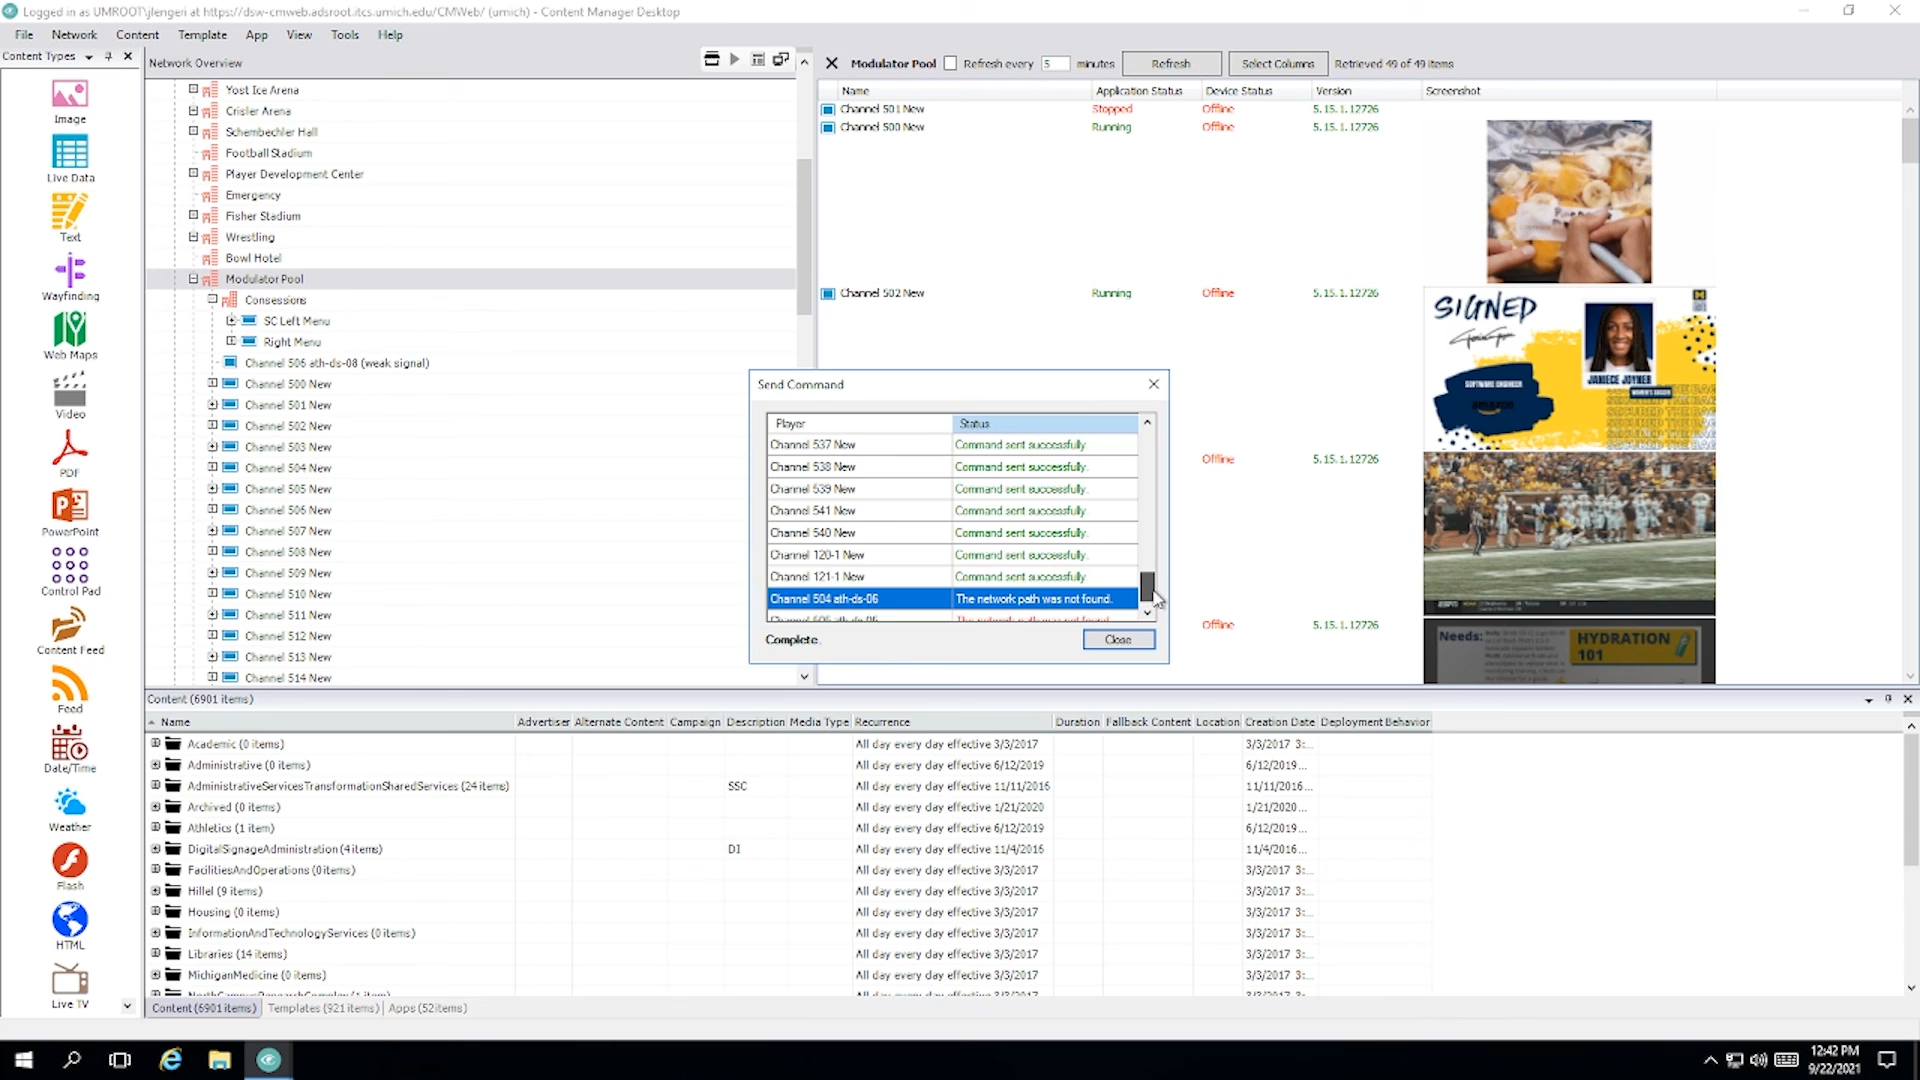 Logged in as UMROOT\jlengeri at https://dsw-cmweb.adsroot.itcs.umich.edu/CMWeb/ (umich) - Content Manager Desktop
File Network Content Template App View Tools Help
Content Types
Image
Live Data
Text
Wayfinding
Web Maps
Video
PDF
PowerPoint
Control Pad
Content Feed
Feed
Date/Time
Weather
Flash
HTML
Live TV
Network Overview
Yost Ice Arena
Crisler Arena
Schembechler Hall
Football Stadium
Player Development Center
Emergency
Fisher Stadium
Wrestling
Bowl Hotel
Modulator Pool
Consessions
SC Left Menu
Right Menu
Channel 506 ath-ds-08 (weak signal)
Channel 500 New
Channel 501 New
Channel 502 New
Channel 503 New
Channel 504 New
Channel 505 New
Channel 506 New
Channel 507 New
Channel 508 New
Channel 509 New
Channel 510 New
Channel 511 New
Channel 512 New
Channel 513 New
Channel 514 New
Modulator Pool Refresh every 5 minutes Refresh Select Columns Retrieved 49 of 49 items
Name Application Status Device Status Version Screenshot
Channel 501 New Stopped Offline 5.15.1.12726
Channel 500 New Running Offline 5.15.1.12726
Channel 502 New Running Offline 5.15.1.12726
SIGNED
JANIECE JOYNER
SOFTWARE ENGINEER
amazon
Offline 5.15.1.12726
Offline 5.15.1.12726
Needs:
HYDRATION
101
Send Command
Player Status
Channel 537 New Command sent successfully.
Channel 538 New Command sent successfully.
Channel 539 New Command sent successfully.
Channel 541 New Command sent successfully.
Channel 540 New Command sent successfully.
Channel 120-1 New Command sent successfully.
Channel 121-1 New Command sent successfully.
Channel 504 ath-ds-06 The network path was not found.
Complete. Close
Content (6901 items)
Name Advertiser Alternate Content Campaign Description Media Type Recurrence Duration Fallback Content Location Creation Date Deployment Behavior
Academic (0 items) All day every day effective 3/3/2017 3/3/2017 3:...
Administrative (0 items) All day every day effective 6/12/2019 6/12/2019...
AdministrativeServicesTransformationSharedServices (24 items) SSC All day every day effective 11/11/2016 11/11/2016...
Archived (0 items) All day every day effective 1/21/2020 1/21/2020...
Athletics (1 item) All day every day effective 6/12/2019 6/12/2019...
DigitalSignageAdministration (4 items) DI All day every day effective 11/4/2016 11/4/2016...
FacilitiesAndOperations (0 items) All day every day effective 3/3/2017 3/3/2017 3:...
Hillel (9 items) All day every day effective 3/3/2017 3/3/2017 3:...
Housing (0 items) All day every day effective 3/3/2017 3/3/2017 3:...
InformationAndTechnologyServices (0 items) All day every day effective 3/3/2017 3/3/2017 3:...
Libraries (14 items) All day every day effective 3/3/2017 3/3/2017 3:...
MichiganMedicine (0 items) All day every day effective 3/3/2017 3/3/2017 3:...
Content (6901 items) Templates (921 items) Apps (52 items)
12:42 PM
9/22/2021